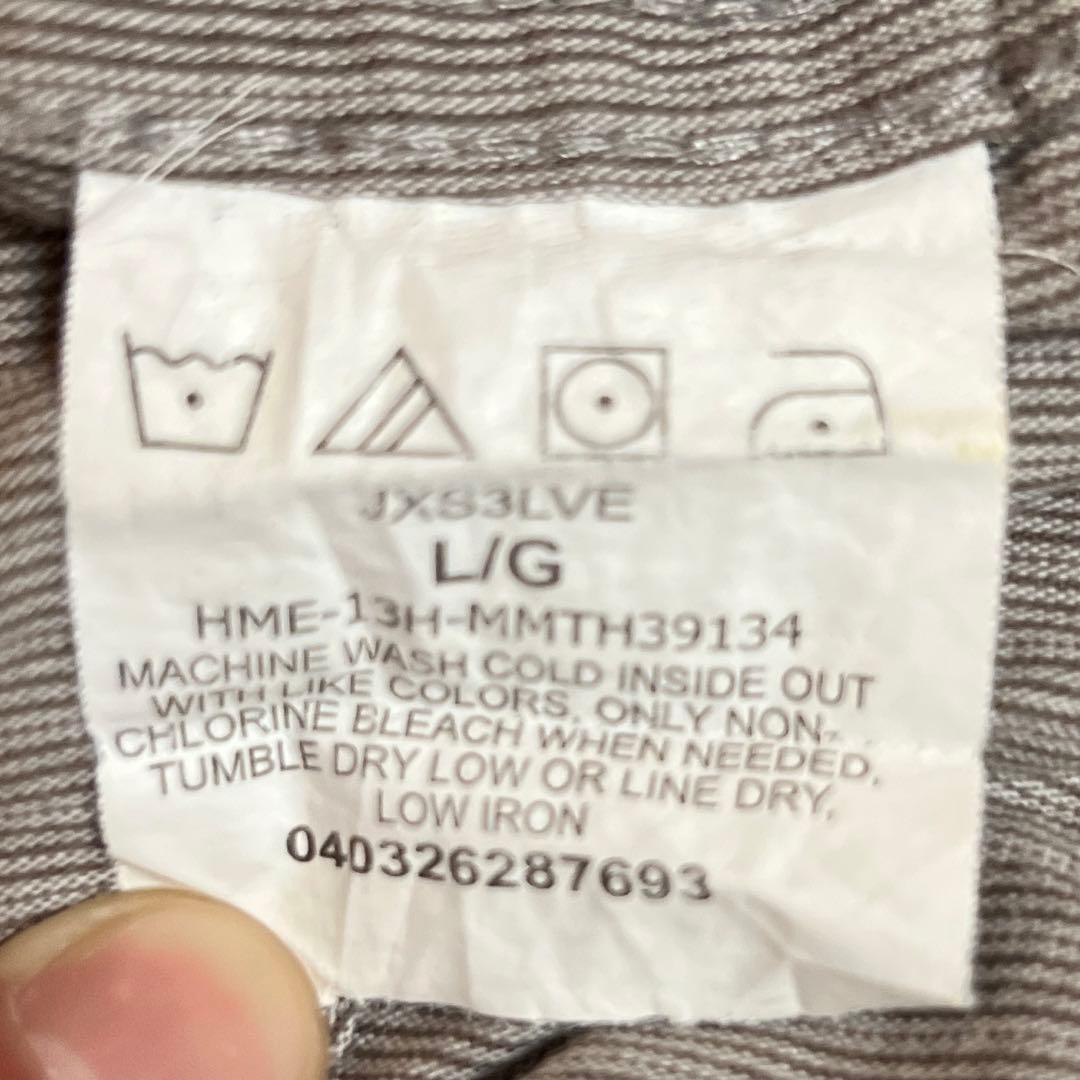 JXS3LVE
L/G
HME-13H-MMTH39134
MACHINE WASH COLD INSIDE OUT
WITH LIKE COLORS, ONLY NON-
CHLORINE BLEACH WHEN NEEDED,
TUMBLE DRY LOW OR LINE DRY,
LOW IRON
040326287693